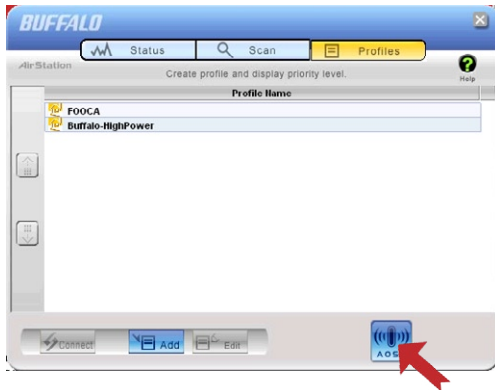 BUFFALO
Status
Scan
Profiles
AirStation
Create profile and display priority level.
Help
Profile Name
FOOCA
Buffalo-HighPower
Connect
Add
Edit
AOS